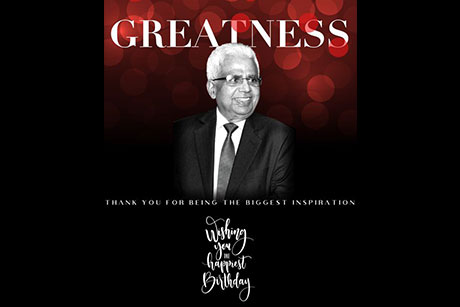 GREATNESS
THANK YOU FOR BEING THE BIGGEST INSPIRATION
Wishing
you THE
happiest
Birthday